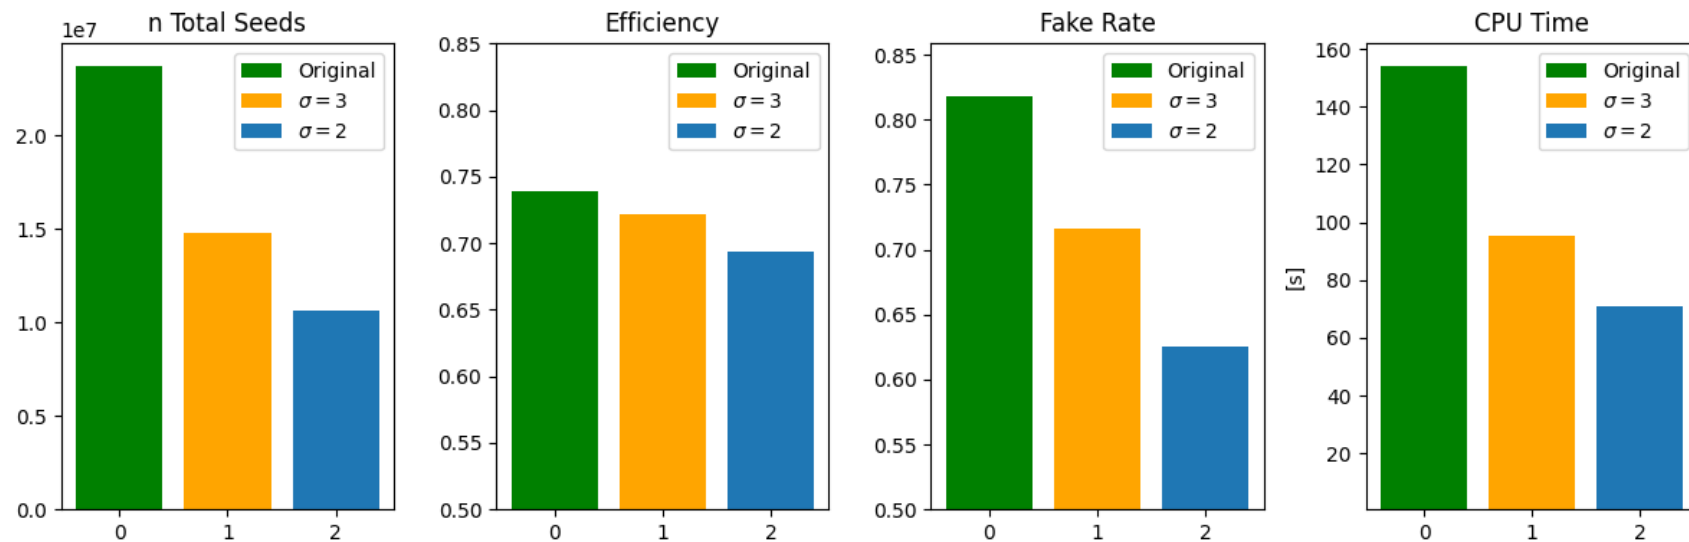 n Total Seeds
1e7
Original
σ = 3
σ = 2
2.0
1.5
1.0
0.5
0.0
0
1
2
Efficiency
Original
σ = 3
σ = 2
0.85
0.80
0.75
0.70
0.65
0.60
0.55
0.50
0
1
2
Fake Rate
Original
σ = 3
σ = 2
0.80
0.75
0.70
0.65
0.60
0.55
0.50
0
1
2
CPU Time
Original
σ = 3
σ = 2
[s]
160
140
120
100
80
60
40
20
0
1
2